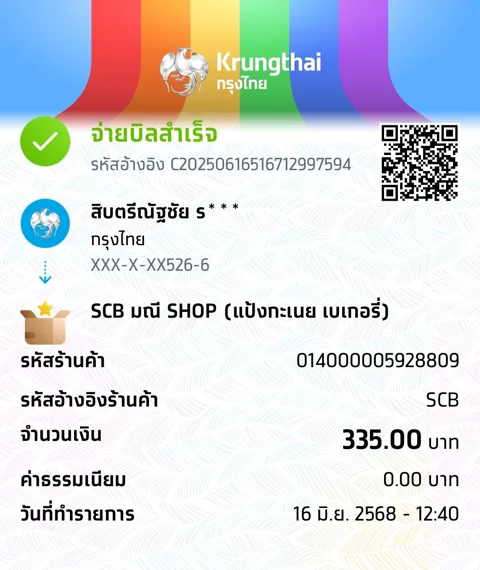 Krungthai
กรุงไทย
จ่ายบิลสำเร็จ
รหัสอ้างอิง C20250616516712997594
สิบตรีณัฐชัย ร***
กรุงไทย
XXX-X-XX526-6
SCB มณี SHOP (แป้งกะเนย เบเกอรี่)
รหัสร้านค้า 014000005928809
รหัสอ้างอิงร้านค้า SCB
จำนวนเงิน 335.00 บาท
ค่าธรรมเนียม 0.00 บาท
วันที่ทำรายการ 16 มิ.ย. 2568 - 12:40